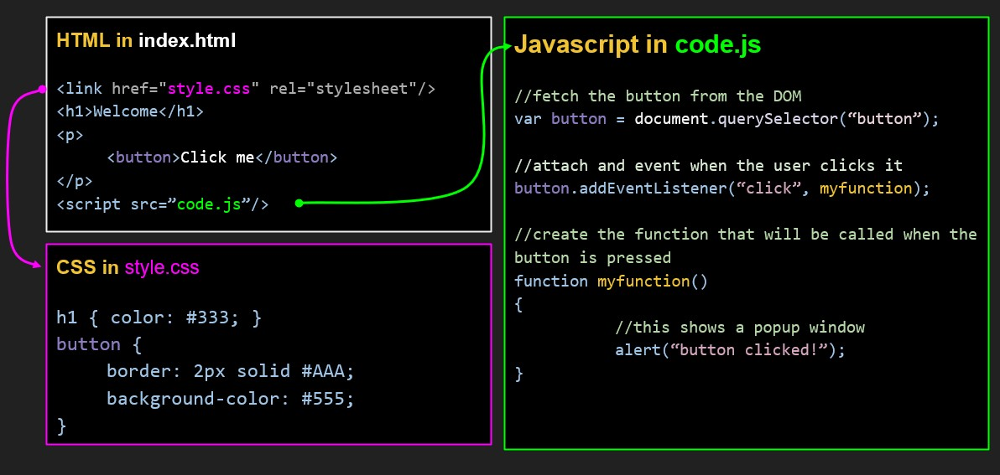 HTML in index.html
<link href="style.css" rel="stylesheet"/>
<h1>Welcome</h1>
<p>
<button>Click me</button>
</p>
<script src=”code.js”/>
CSS in style.css
h1 { color: #333; }
button {
border: 2px solid #AAA;
background-color: #555;
}
Javascript in code.js
//fetch the button from the DOM
var button = document.querySelector(“button”);
//attach and event when the user clicks it
button.addEventListener(“click”, myfunction);
//create the function that will be called when the
button is pressed
function myfunction()
{
//this shows a popup window
alert(“button clicked!”);
}